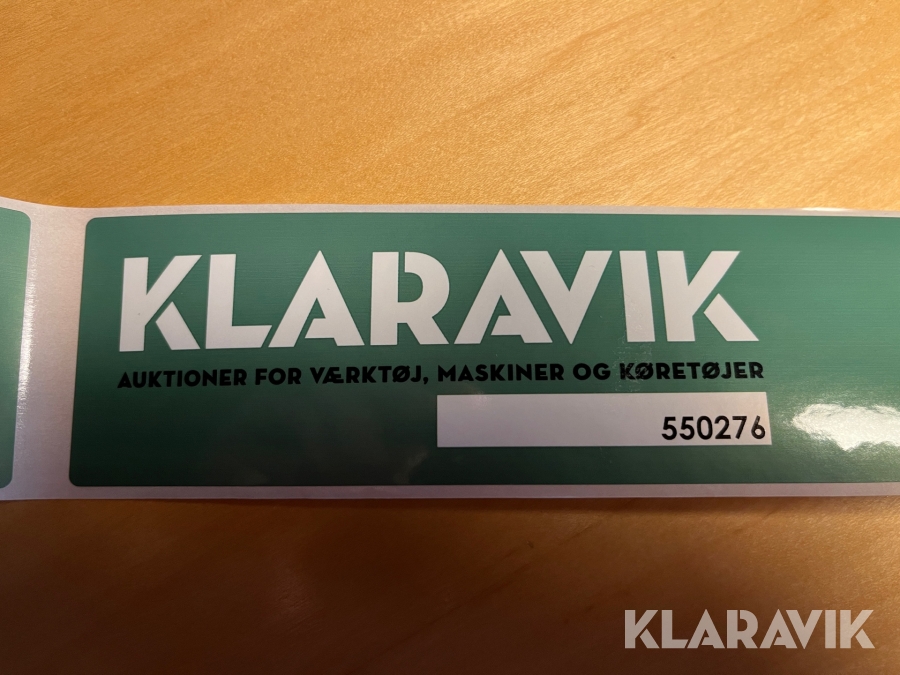 KLARAVIK
AUKTIONER FOR VÆRKTØJ, MASKINER OG KØRETØJER
550276
KLARAVIK